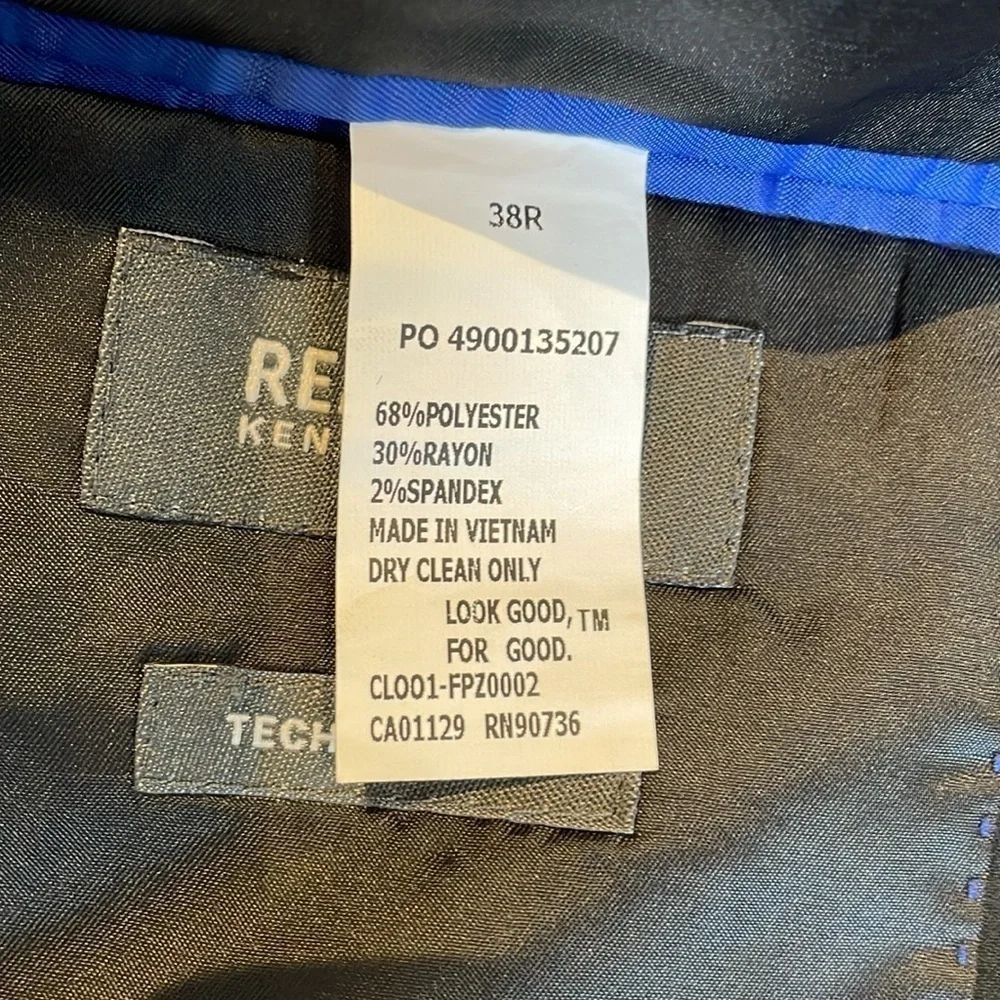 38R
PO 4900135207
RE
KEN
68%POLYESTER
30%RAYON
2%SPANDEX
MADE IN VIETNAM
DRY CLEAN ONLY
LOOK GOOD,TM
FOR GOOD.
CL001-FPZ0002
CA01129 RN90736
TECH